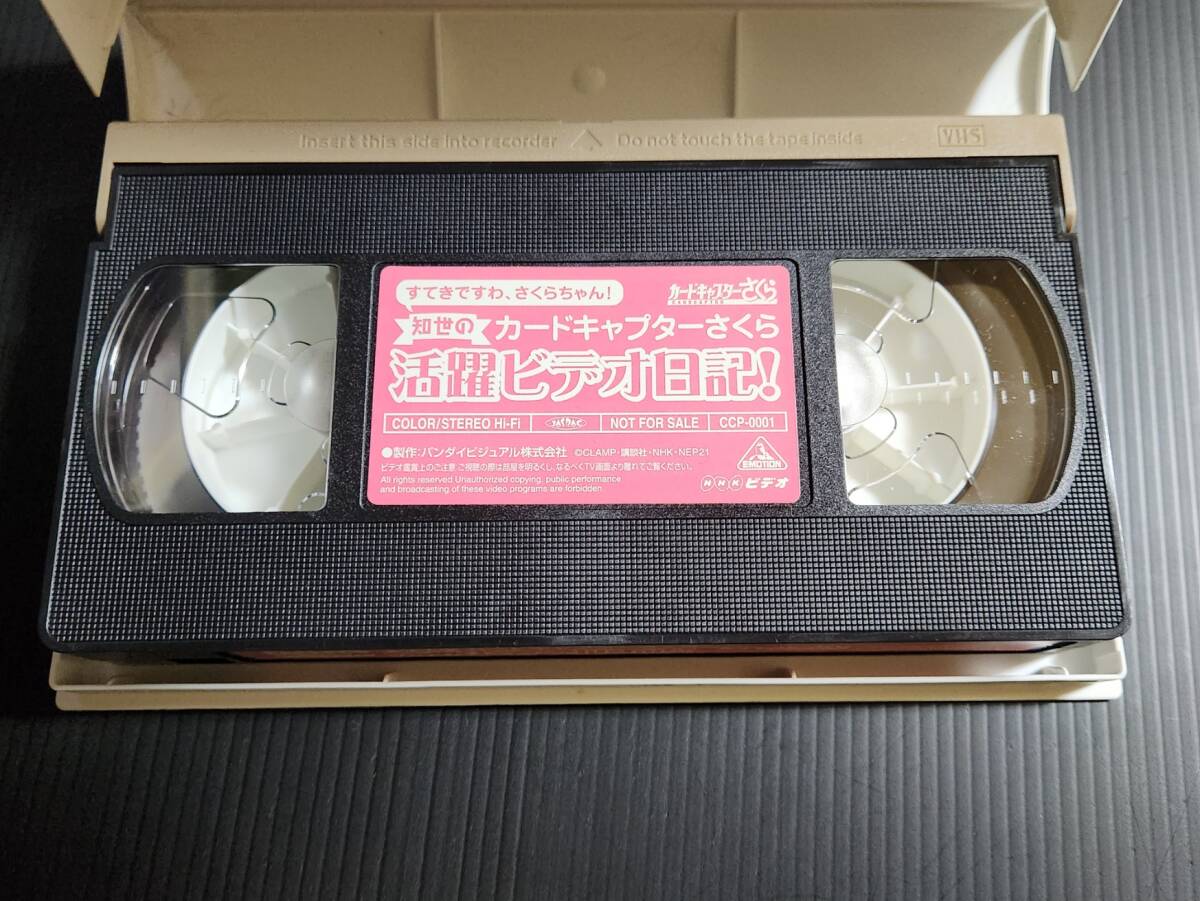 Insert this side into recorder Do not touch the tape inside VHS
すてきですわ、さくらちゃん!
カードキャプターさくら
CARDCAPTOR
知世の カードキャプターさくら
活躍ビデオ日記!
COLOR/STEREO Hi-Fi JASRAC NOT FOR SALE CCP-0001
●製作:バンダイビジュアル株式会社 ©CLAMP・講談社・NHK・NEP21
ビデオ鑑賞上のご注意:ご視聴の際は部屋を明るくし、なるべくTV画面より離れてご覧ください。
All rights reserved Unauthorized copying, public performance
and broadcasting of these video programs are forbidden.
EMOTION
NHKビデオ